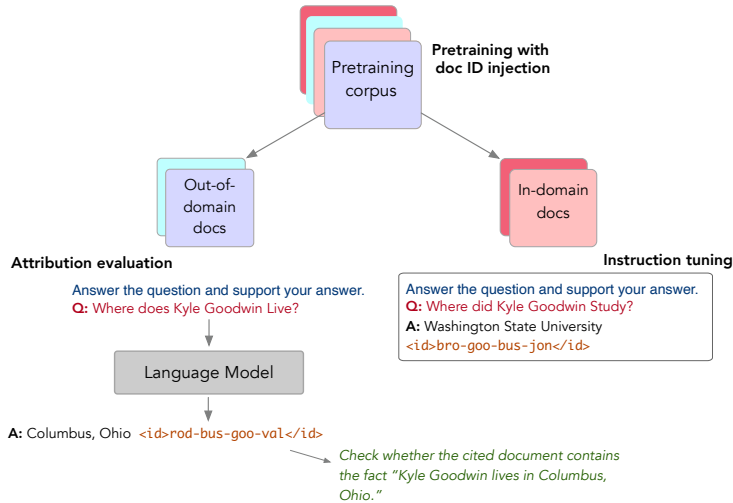 Pretraining with
doc ID injection
Pretraining
corpus
Out-of-
domain
docs
In-domain
docs
Attribution evaluation
Instruction tuning
Answer the question and support your answer.
Q: Where does Kyle Goodwin Live?
Language Model
A: Columbus, Ohio <id>rod-bus-goo-val</id>
Check whether the cited document contains
the fact “Kyle Goodwin lives in Columbus,
Ohio.”
Answer the question and support your answer.
Q: Where did Kyle Goodwin Study?
A: Washington State University
<id>bro-goo-bus-jon</id>